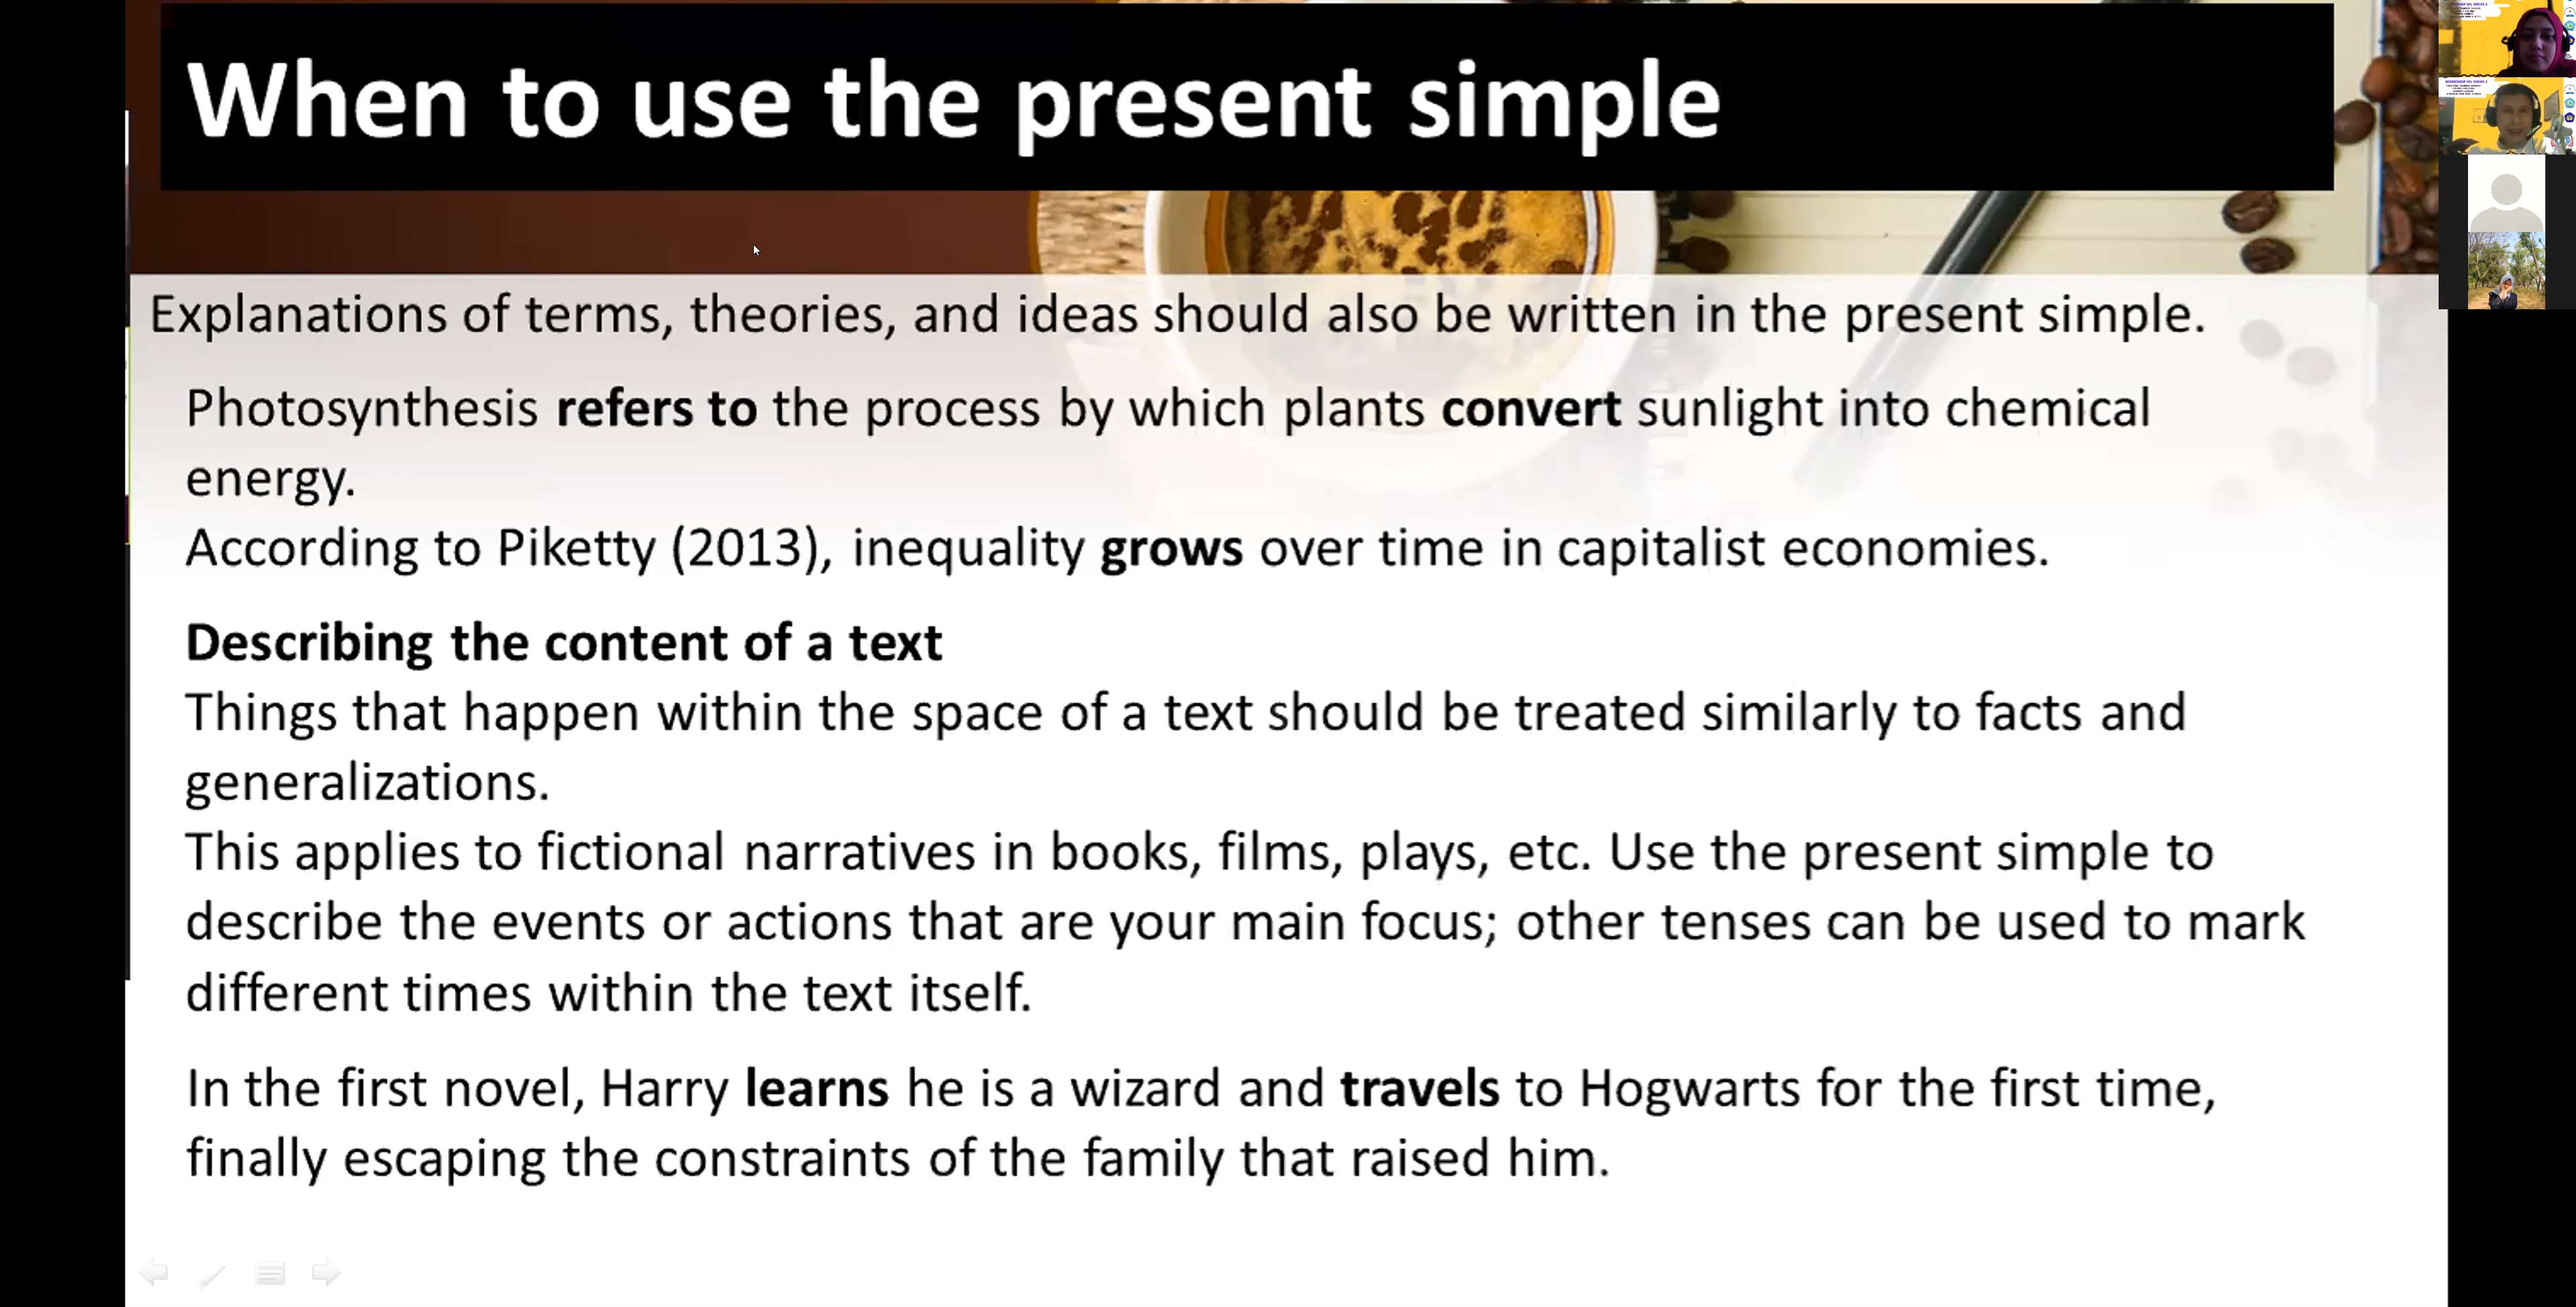 When to use the present simple
Explanations of terms, theories, and ideas should also be written in the present simple.
Photosynthesis refers to the process by which plants convert sunlight into chemical
energy.
According to Piketty (2013), inequality grows over time in capitalist economies.
Describing the content of a text
Things that happen within the space of a text should be treated similarly to facts and
generalizations.
This applies to fictional narratives in books, films, plays, etc. Use the present simple to
describe the events or actions that are your main focus; other tenses can be used to mark
different times within the text itself.
In the first novel, Harry learns he is a wizard and travels to Hogwarts for the first time,
finally escaping the constraints of the family that raised him.